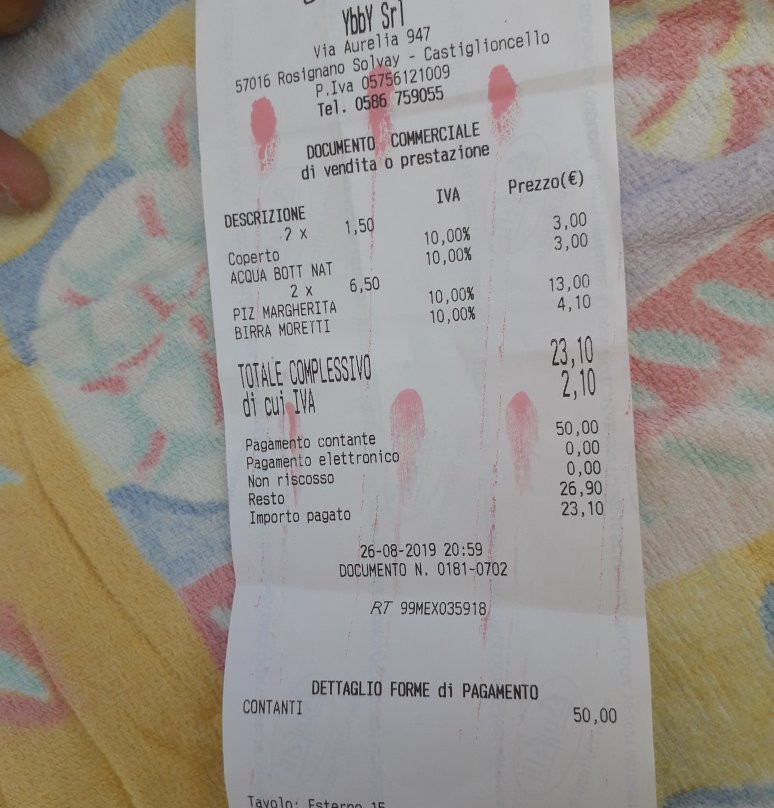 YbbY Srl
Via Aurelia 947
57016 Rosignano Solvay - Castiglioncello
P.Iva 05756121009
Tel. 0586 759055
DOCUMENTO COMMERCIALE
di vendita o prestazione
DESCRIZIONE IVA Prezzo(€)
2 x 1,50
Coperto 10,00% 3,00
ACQUA BOTT NAT 10,00% 3,00
2 x 6,50
PIZ MARGHERITA 10,00% 13,00
BIRRA MORETTI 10,00% 4,10
TOTALE COMPLESSIVO 23,10
di cui IVA 2,10
Pagamento contante 50,00
Pagamento elettronico 0,00
Non riscosso 0,00
Resto 26,90
Importo pagato 23,10
26-08-2019 20:59
DOCUMENTO N. 0181-0702
RT 99MEX035918
DETTAGLIO FORME di PAGAMENTO
CONTANTI 50,00
Tavolo: Esterno 15